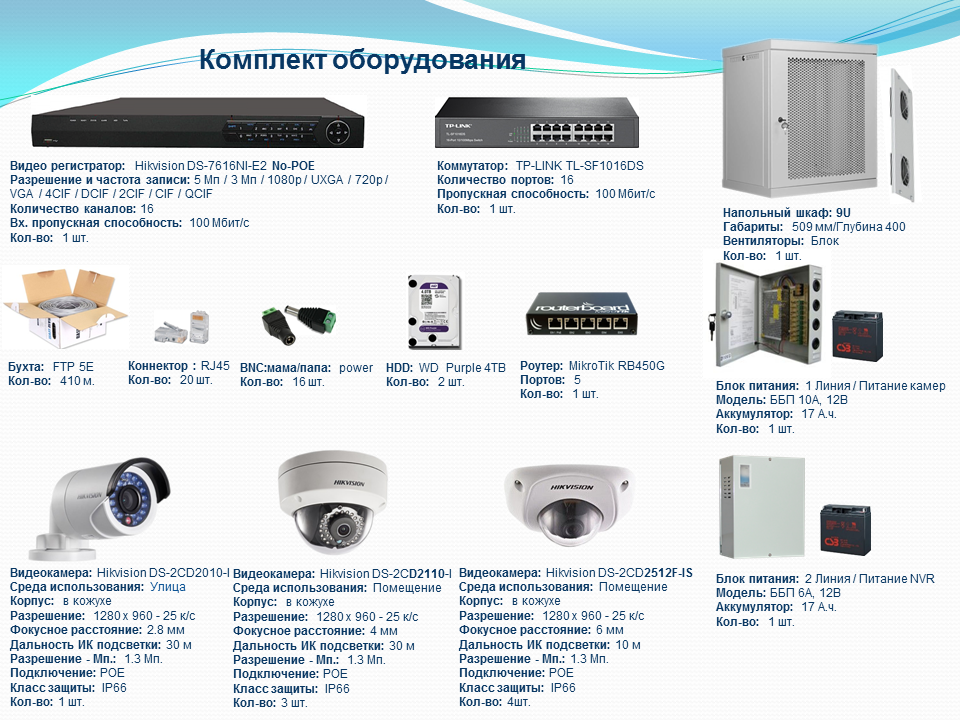 Комплект оборудования
TP-LINK
Видео регистратор: Hikvision DS-7616NI-E2 No-POE
Разрешение и частота записи: 5 Мп / 3 Мп / 1080p / UXGA / 720p /
VGA / 4CIF / DCIF / 2CIF / CIF / QCIF
Количество каналов: 16
Вх. пропускная способность: 100 Мбит/с
Кол-во: 1 шт.
Коммутатор: TP-LINK TL-SF1016DS
Количество портов: 16
Пропускная способность: 100 Мбит/с
Кол-во: 1 шт.
Напольный шкаф: 9U
Габариты: 509 мм/Глубина 400
Вентиляторы: Блок
Кол-во: 1 шт.
routerboard
CSB
Бухта: FTP 5E
Кол-во: 410 м.
Коннектор : RJ45
Кол-во: 20 шт.
BNC:мама/папа: power
Кол-во: 16 шт.
HDD: WD Purple 4TB
Кол-во: 2 шт.
Роутер: MikroTik RB450G
Портов: 5
Кол-во: 1 шт.
Блок питания: 1 Линия / Питание камер
Модель: ББП 10А, 12В
Аккумулятор: 17 А.ч.
Кол-во: 1 шт.
HIKVISION
HIKVISION
HIKVISION
CSB
Видеокамера: Hikvision DS-2CD2010-I
Среда использования: Улица
Корпус: в кожухе
Разрешение: 1280 x 960 - 25 к/с
Фокусное расстояние: 2.8 мм
Дальность ИК подсветки: 30 м
Разрешение - Мп.: 1.3 Мп.
Подключение: POE
Класс защиты: IP66
Кол-во: 1 шт.
Видеокамера: Hikvision DS-2CD2110-I
Среда использования: Помещение
Корпус: в кожухе
Разрешение: 1280 x 960 - 25 к/с
Фокусное расстояние: 4 мм
Дальность ИК подсветки: 30 м
Разрешение - Мп.: 1.3 Мп.
Подключение: POE
Класс защиты: IP66
Кол-во: 3 шт.
Видеокамера: Hikvision DS-2CD2512F-IS
Среда использования: Помещение
Корпус: в кожухе
Разрешение: 1280 x 960 - 25 к/с
Фокусное расстояние: 6 мм
Дальность ИК подсветки: 10 м
Разрешение - Мп.: 1.3 Мп.
Подключение: POE
Класс защиты: IP66
Кол-во: 4шт.
Блок питания: 2 Линия / Питание NVR
Модель: ББП 6А, 12В
Аккумулятор: 17 А.ч.
Кол-во: 1 шт.